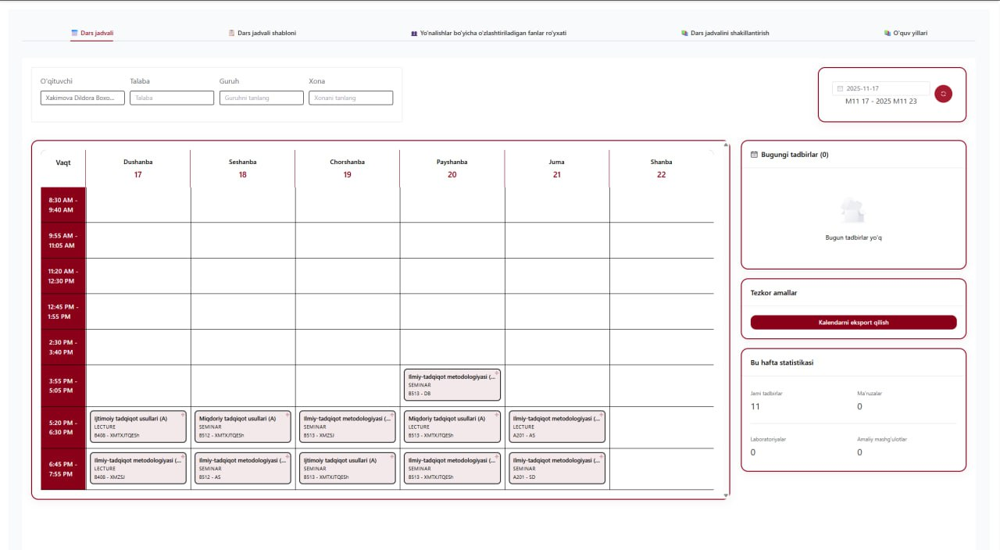 Dars jadvali
Dars jadvali shabloni
Yo'nalishlar bo'yicha o'zlashtiriladigan fanlar ro'yxati
Dars jadvalini shakillantirish
O'quv yillari
O'qituvchi
Talaba
Guruh
Xona
Xakimova Dildora Boxo...
Talaba
Guruhni tanlang
Xonani tanlang
2025-11-17
M11 17 - 2025 M11 23
Vaqt
Dushanba
17
Seshanba
18
Chorshanba
19
Payshanba
20
Juma
21
Shanba
22
8:30 AM -
9:40 AM
9:55 AM -
11:05 AM
11:20 AM -
12:30 PM
12:45 PM -
1:55 PM
2:30 PM -
3:40 PM
3:55 PM -
5:05 PM
Ilmiy-tadqiqot metodologiyasi (...
SEMINAR
B513 - DB
5:20 PM -
6:30 PM
Ijtimoiy tadqiqot usullari (A)
LECTURE
B408 - XMTXJTQESh
Miqdoriy tadqiqot usullari (A)
SEMINAR
B512 - XMTXJTQESh
Ilmiy-tadqiqot metodologiyasi (...
SEMINAR
B513 - XMZSJ
Miqdoriy tadqiqot usullari (A)
LECTURE
B513 - XMTXJTQESh
Ilmiy-tadqiqot metodologiyasi (...
LECTURE
A201 - AS
6:45 PM -
7:55 PM
Ilmiy-tadqiqot metodologiyasi (...
LECTURE
B408 - XMZSJ
Ilmiy-tadqiqot metodologiyasi (...
SEMINAR
B512 - AS
Ijtimoiy tadqiqot usullari (A)
SEMINAR
B513 - XMTXJTQESh
Ilmiy-tadqiqot metodologiyasi (...
SEMINAR
B513 - XMTXJTQESh
Ilmiy-tadqiqot metodologiyasi (...
SEMINAR
A201 - SD
Bugungi tadbirlar (0)
Bugun tadbirlar yo'q
Tezkor amallar
Kalendarni eksport qilish
Bu hafta statistikasi
Jami tadbirlar
11
Ma'ruzalar
0
Laboratoriyalar
0
Amaliy mashg'ulotlar
0